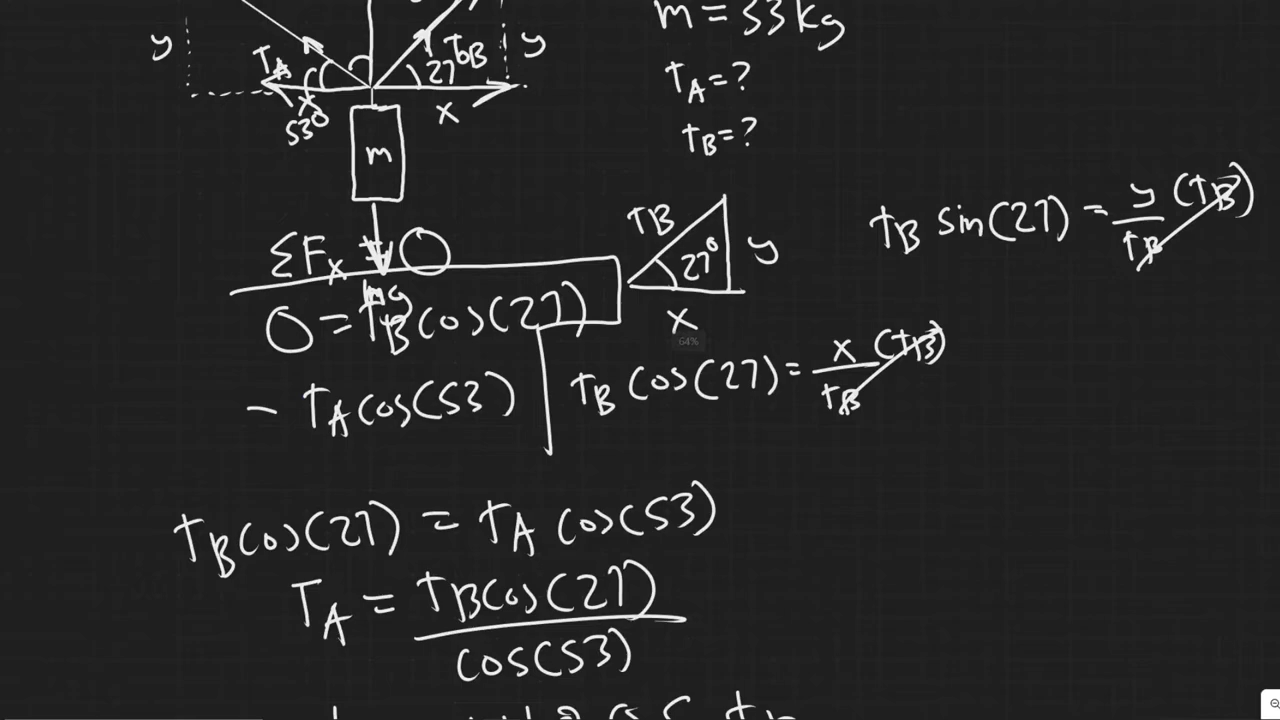 m = 53 kg
y
TA
TB
27°
y
x
53°
x
TA = ?
TB = ?
m
mg
TB sin(27) = y/TB (TB)
ΣFx = 0
TB
27°
y
x
64%
0 = TB cos(27)
- TA cos(53)
TB cos(27) = x/TB (TB)
TB cos(27) = TA cos(53)
TA = TB cos(27)
cos(53)